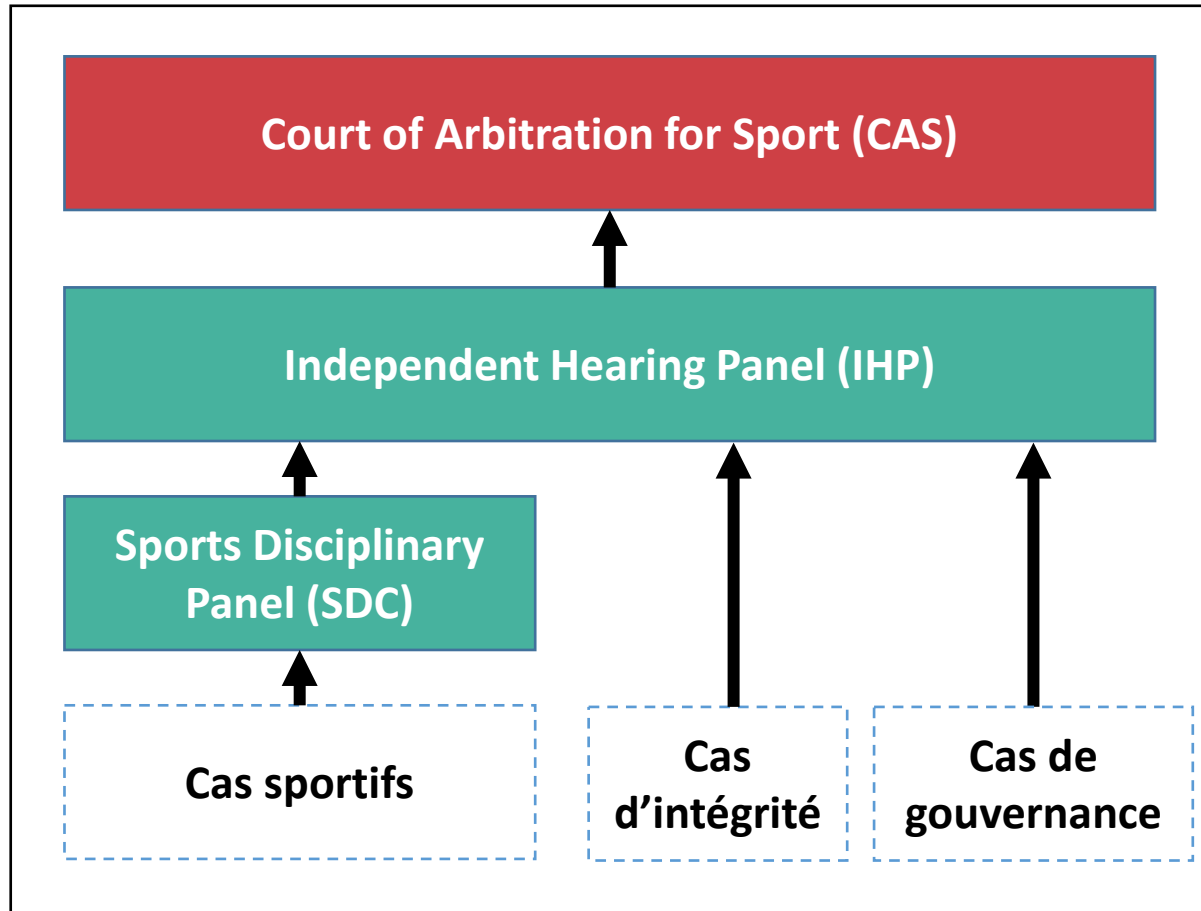 Court of Arbitration for Sport (CAS)
Independent Hearing Panel (IHP)
Sports Disciplinary
Panel (SDC)
Cas sportifs
Cas
d’intégrité
Cas de
gouvernance